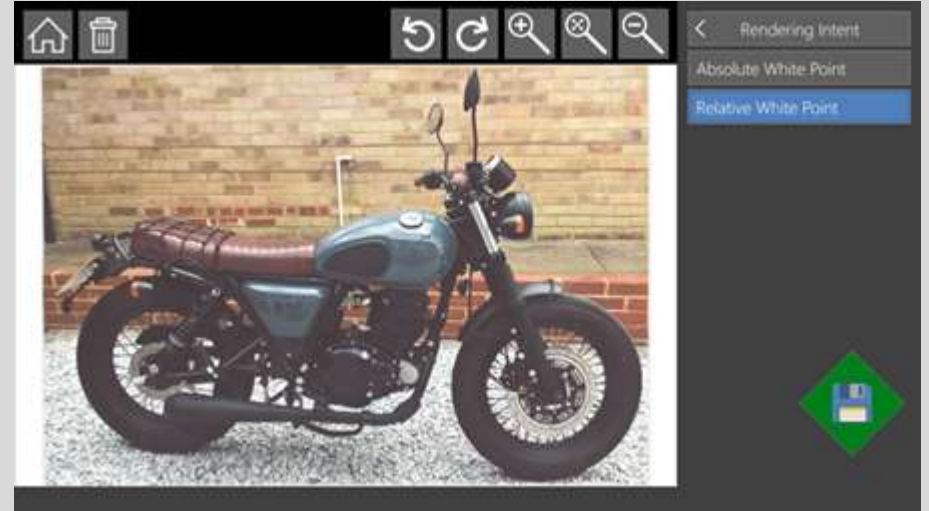 Rendering Intent
Absolute White Point
Relative White Point